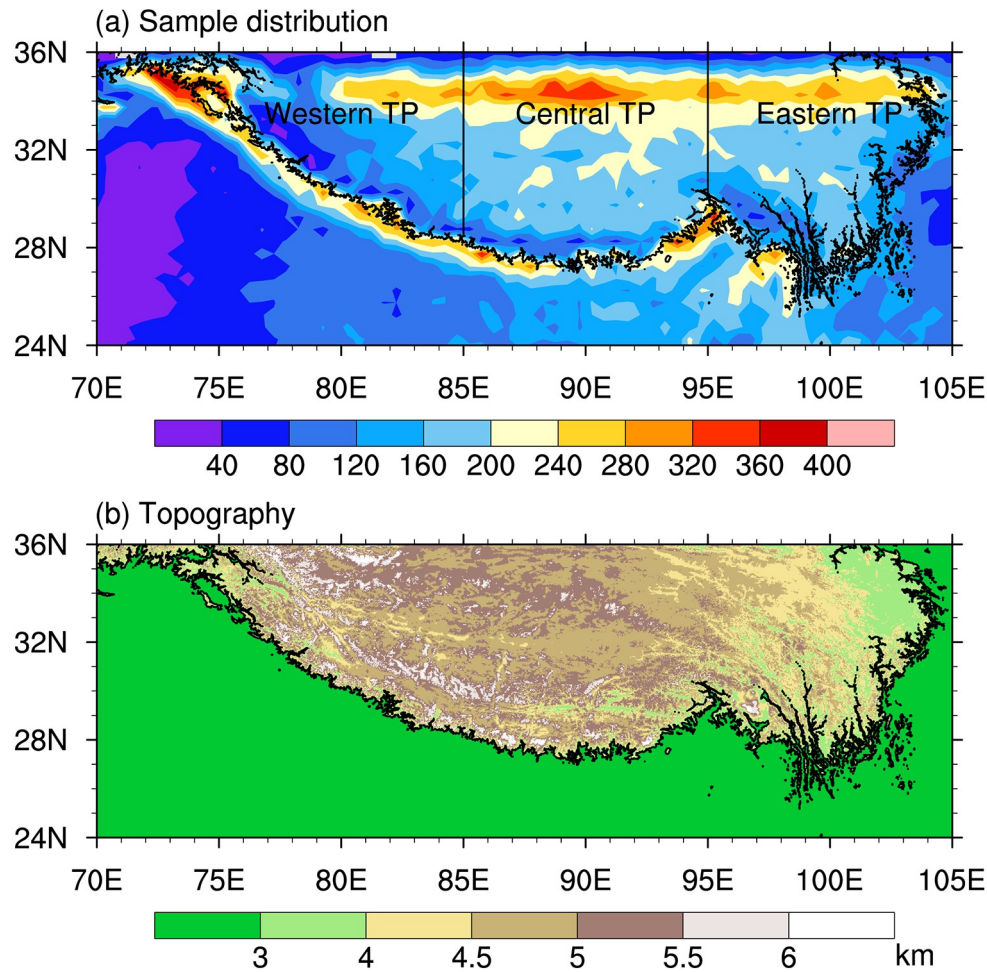 (a) Sample distribution
36N
Western TP Central TP Eastern TP
32N
28N
24N
70E 75E 80E 85E 90E 95E 100E 105E
40 80 120 160 200 240 280 320 360 400
(b) Topography
36N
32N
28N
24N
70E 75E 80E 85E 90E 95E 100E 105E
3 4 4.5 5 5.5 6 km